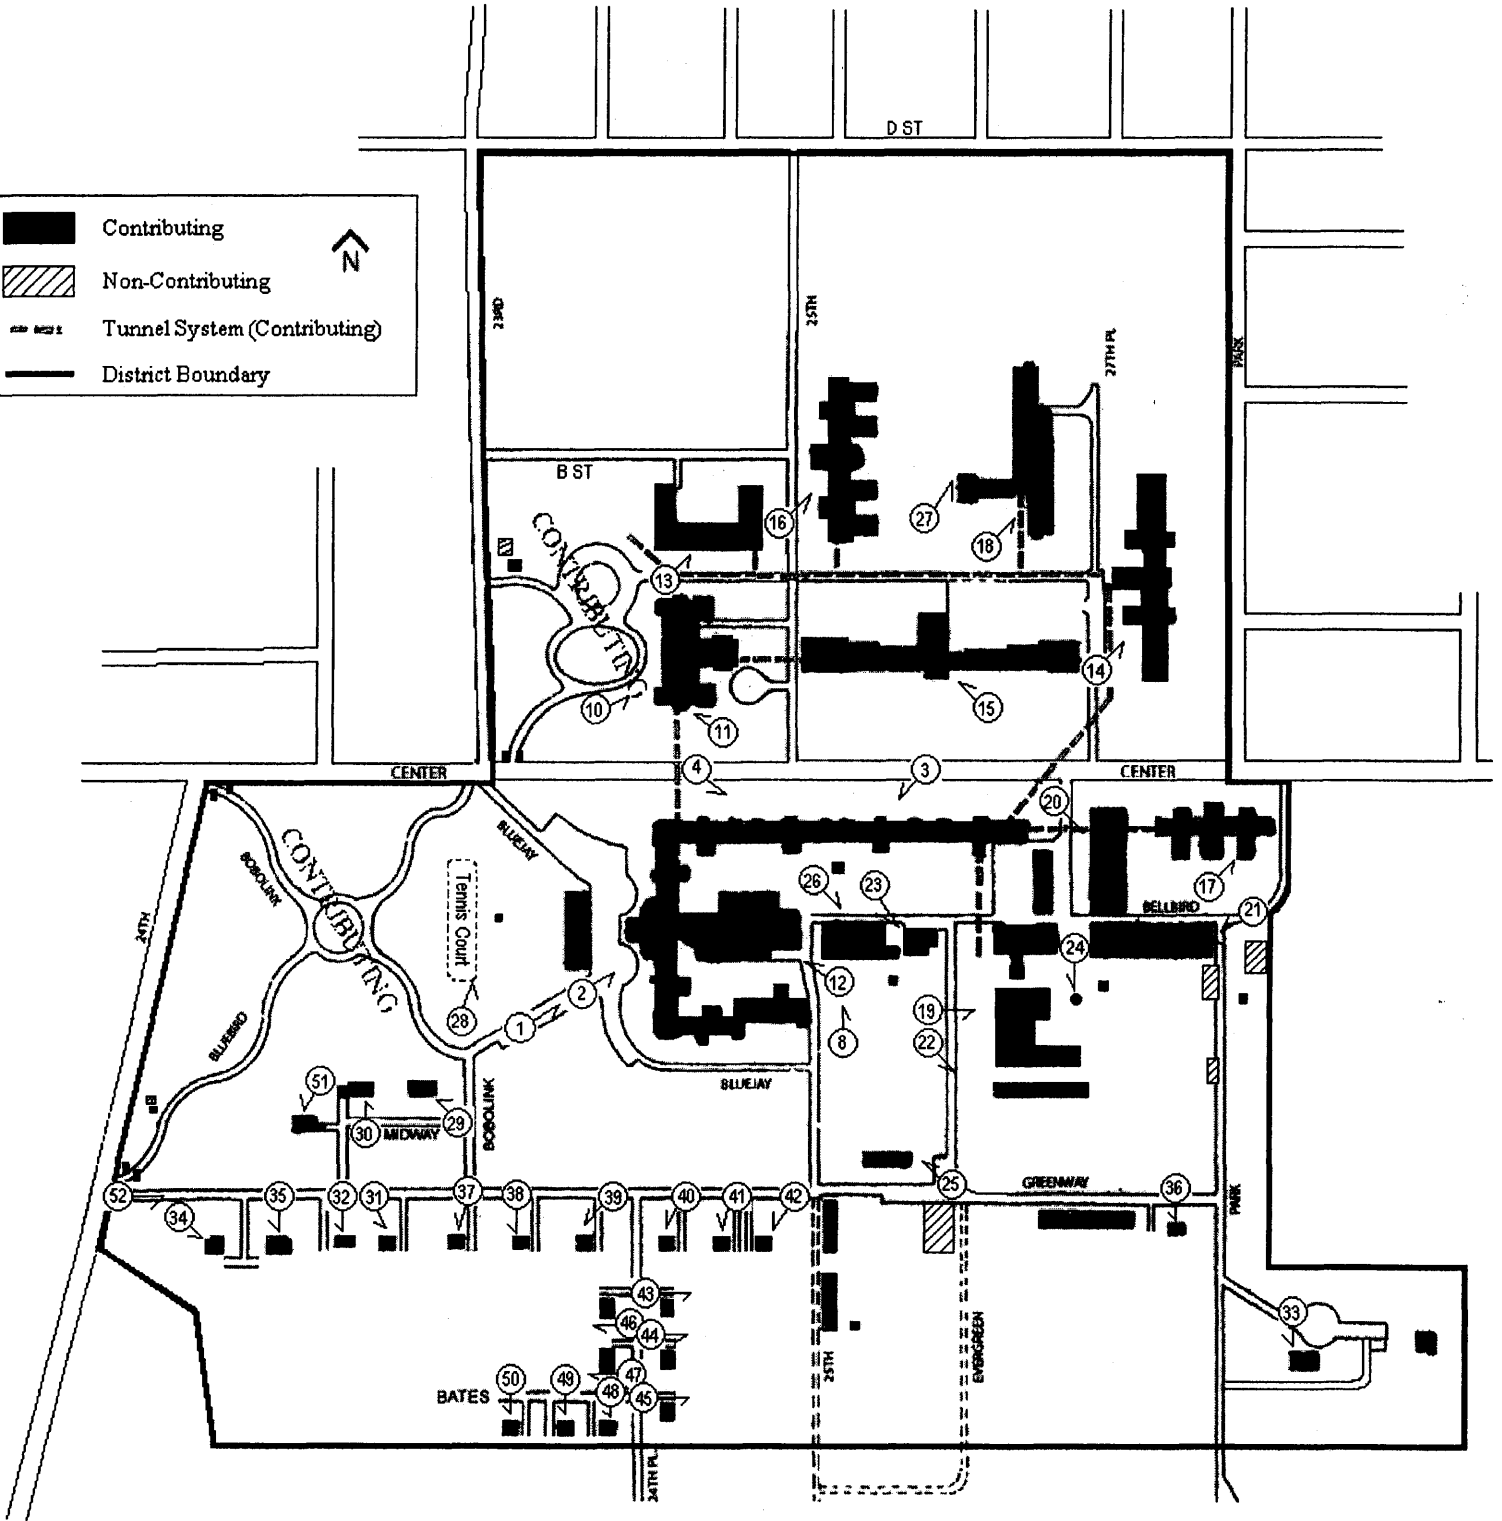 D ST
Contributing
N
Non-Contributing
Tunnel System (Contributing)
District Boundary
23RD
25TH
27TH PL
PARK
B ST
CONTRIBUTING
16
27
18
13
14
10
15
11
CENTER
4
3
CENTER
20
BLUEJAY
CONTRIBUTING
BOBOLINK
Tennis Court
24TH
26
23
17
BELLBIRD
21
24
12
2
28
1
19
8
22
BLUEBIRD
BLUEJAY
51
29
30
MIDWAY
BOBOLINK
52
35
32
31
37
38
39
40
41
42
25
GREENWAY
36
PARK
34
43
46
44
33
25TH
EVERGREEN
50
49
47
48
45
BATES
24TH PL